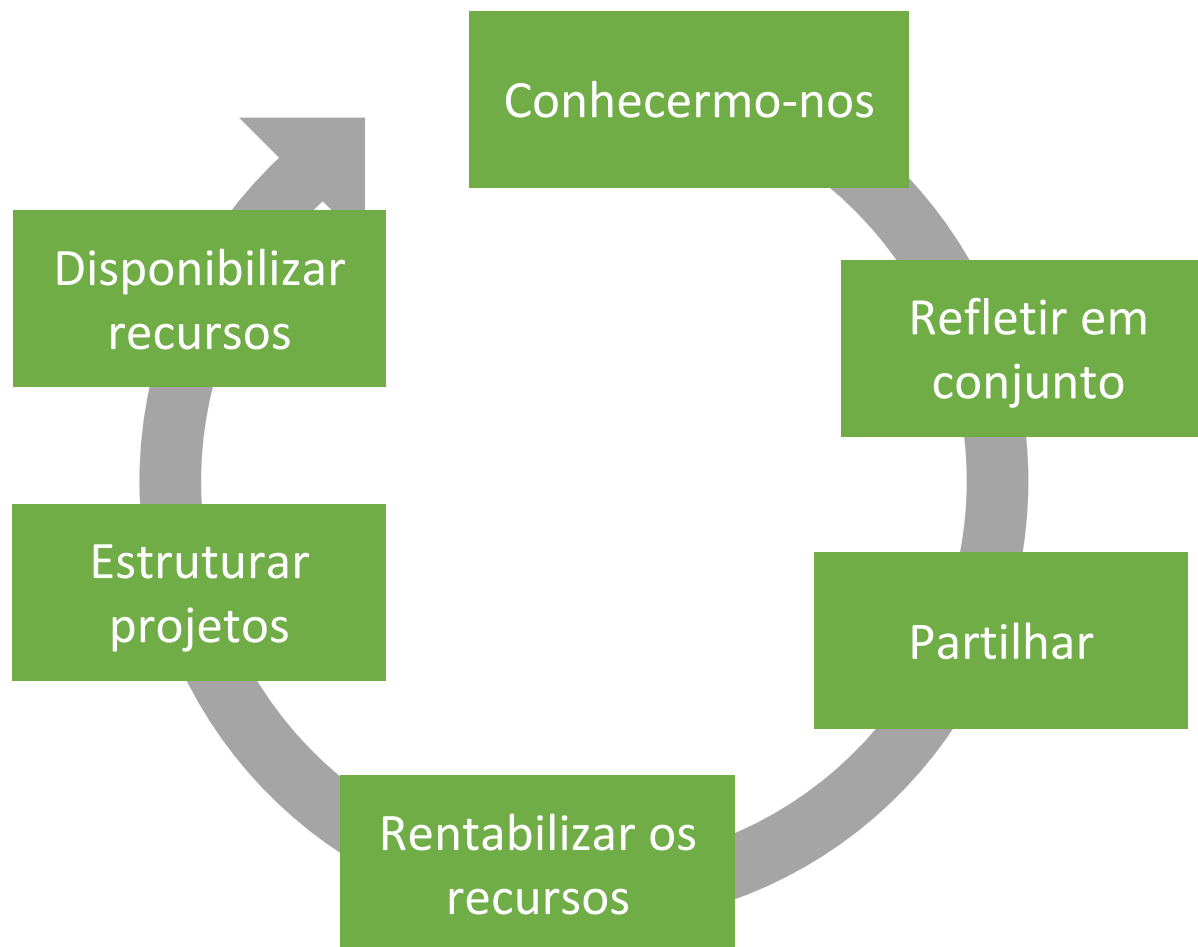 Conhecermo-nos
Refletir em
conjunto
Partilhar
Rentabilizar os
recursos
Estruturar
projetos
Disponibilizar
recursos